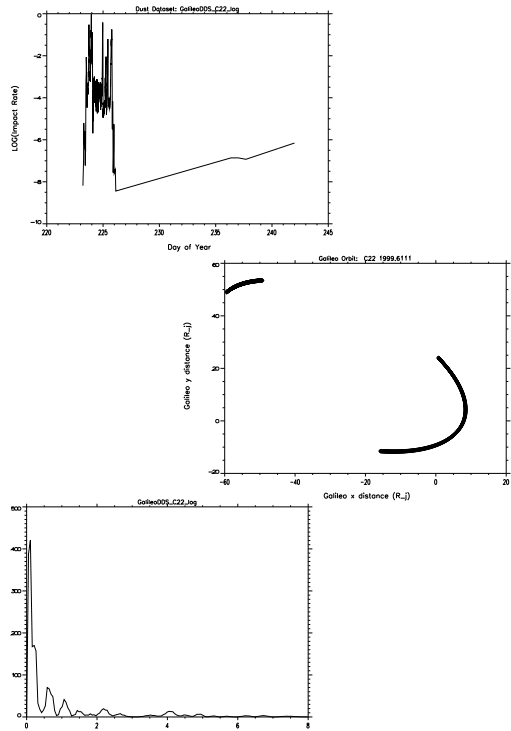 Dust Dataset: GalileoDDS_C22_log
0
-2
-4
-6
-8
-10
LOG(Impact Rate)
220 225 230 235 240 245
Day of Year
Galileo Orbit: C22 1999.6111
60
40
20
0
-20
Galileo y distance (R_j)
-60 -40 -20 0 20
Galileo x distance (R_j)
GalileoDDS_C22_log
500
400
300
200
100
0
0 2 4 6 8